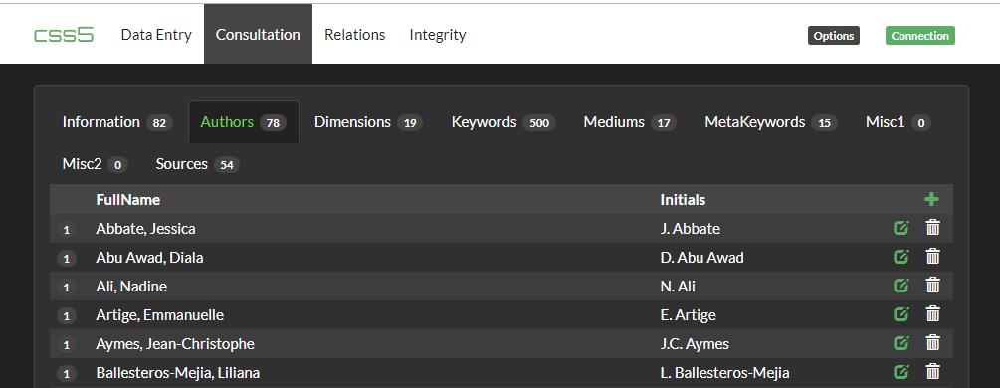 css5 Data Entry Consultation Relations Integrity Options Connection
Information 82 Authors 78 Dimensions 19 Keywords 500 Mediums 17 MetaKeywords 15 Misc1 0
Misc2 0 Sources 54
FullName Initials
1 Abbate, Jessica J. Abbate
1 Abu Awad, Diala D. Abu Awad
1 Ali, Nadine N. Ali
1 Artige, Emmanuelle E. Artige
1 Aymes, Jean-Christophe J.C. Aymes
1 Ballesteros-Mejia, Liliana L. Ballesteros-Mejia